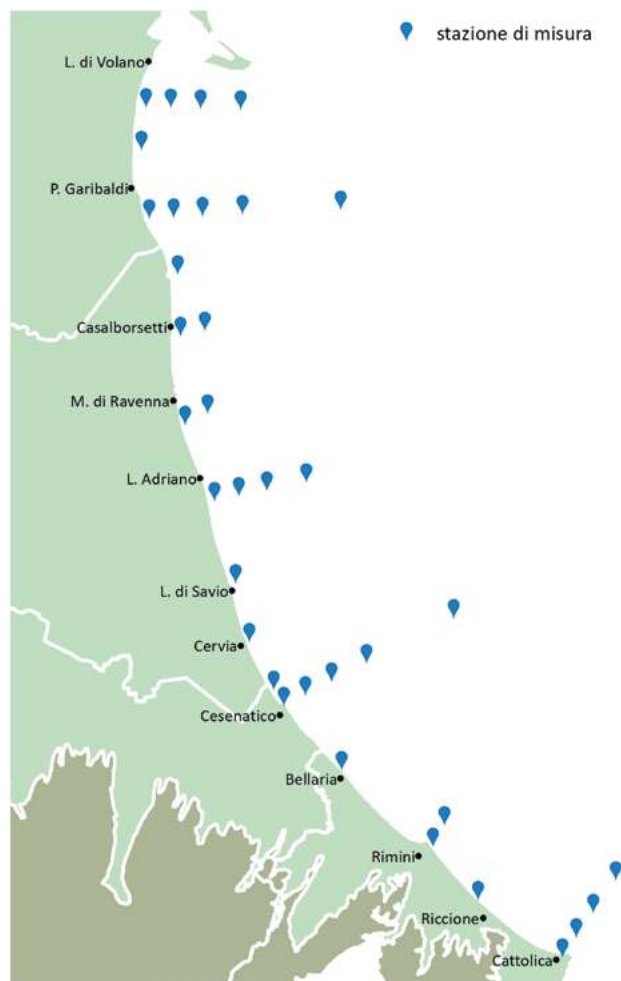 stazione di misura
L. di Volano
P. Garibaldi
Casalborsetti
M. di Ravenna
L. Adriano
L. di Savio
Cervia
Cesenatico
Bellaria
Rimini
Riccione
Cattolica